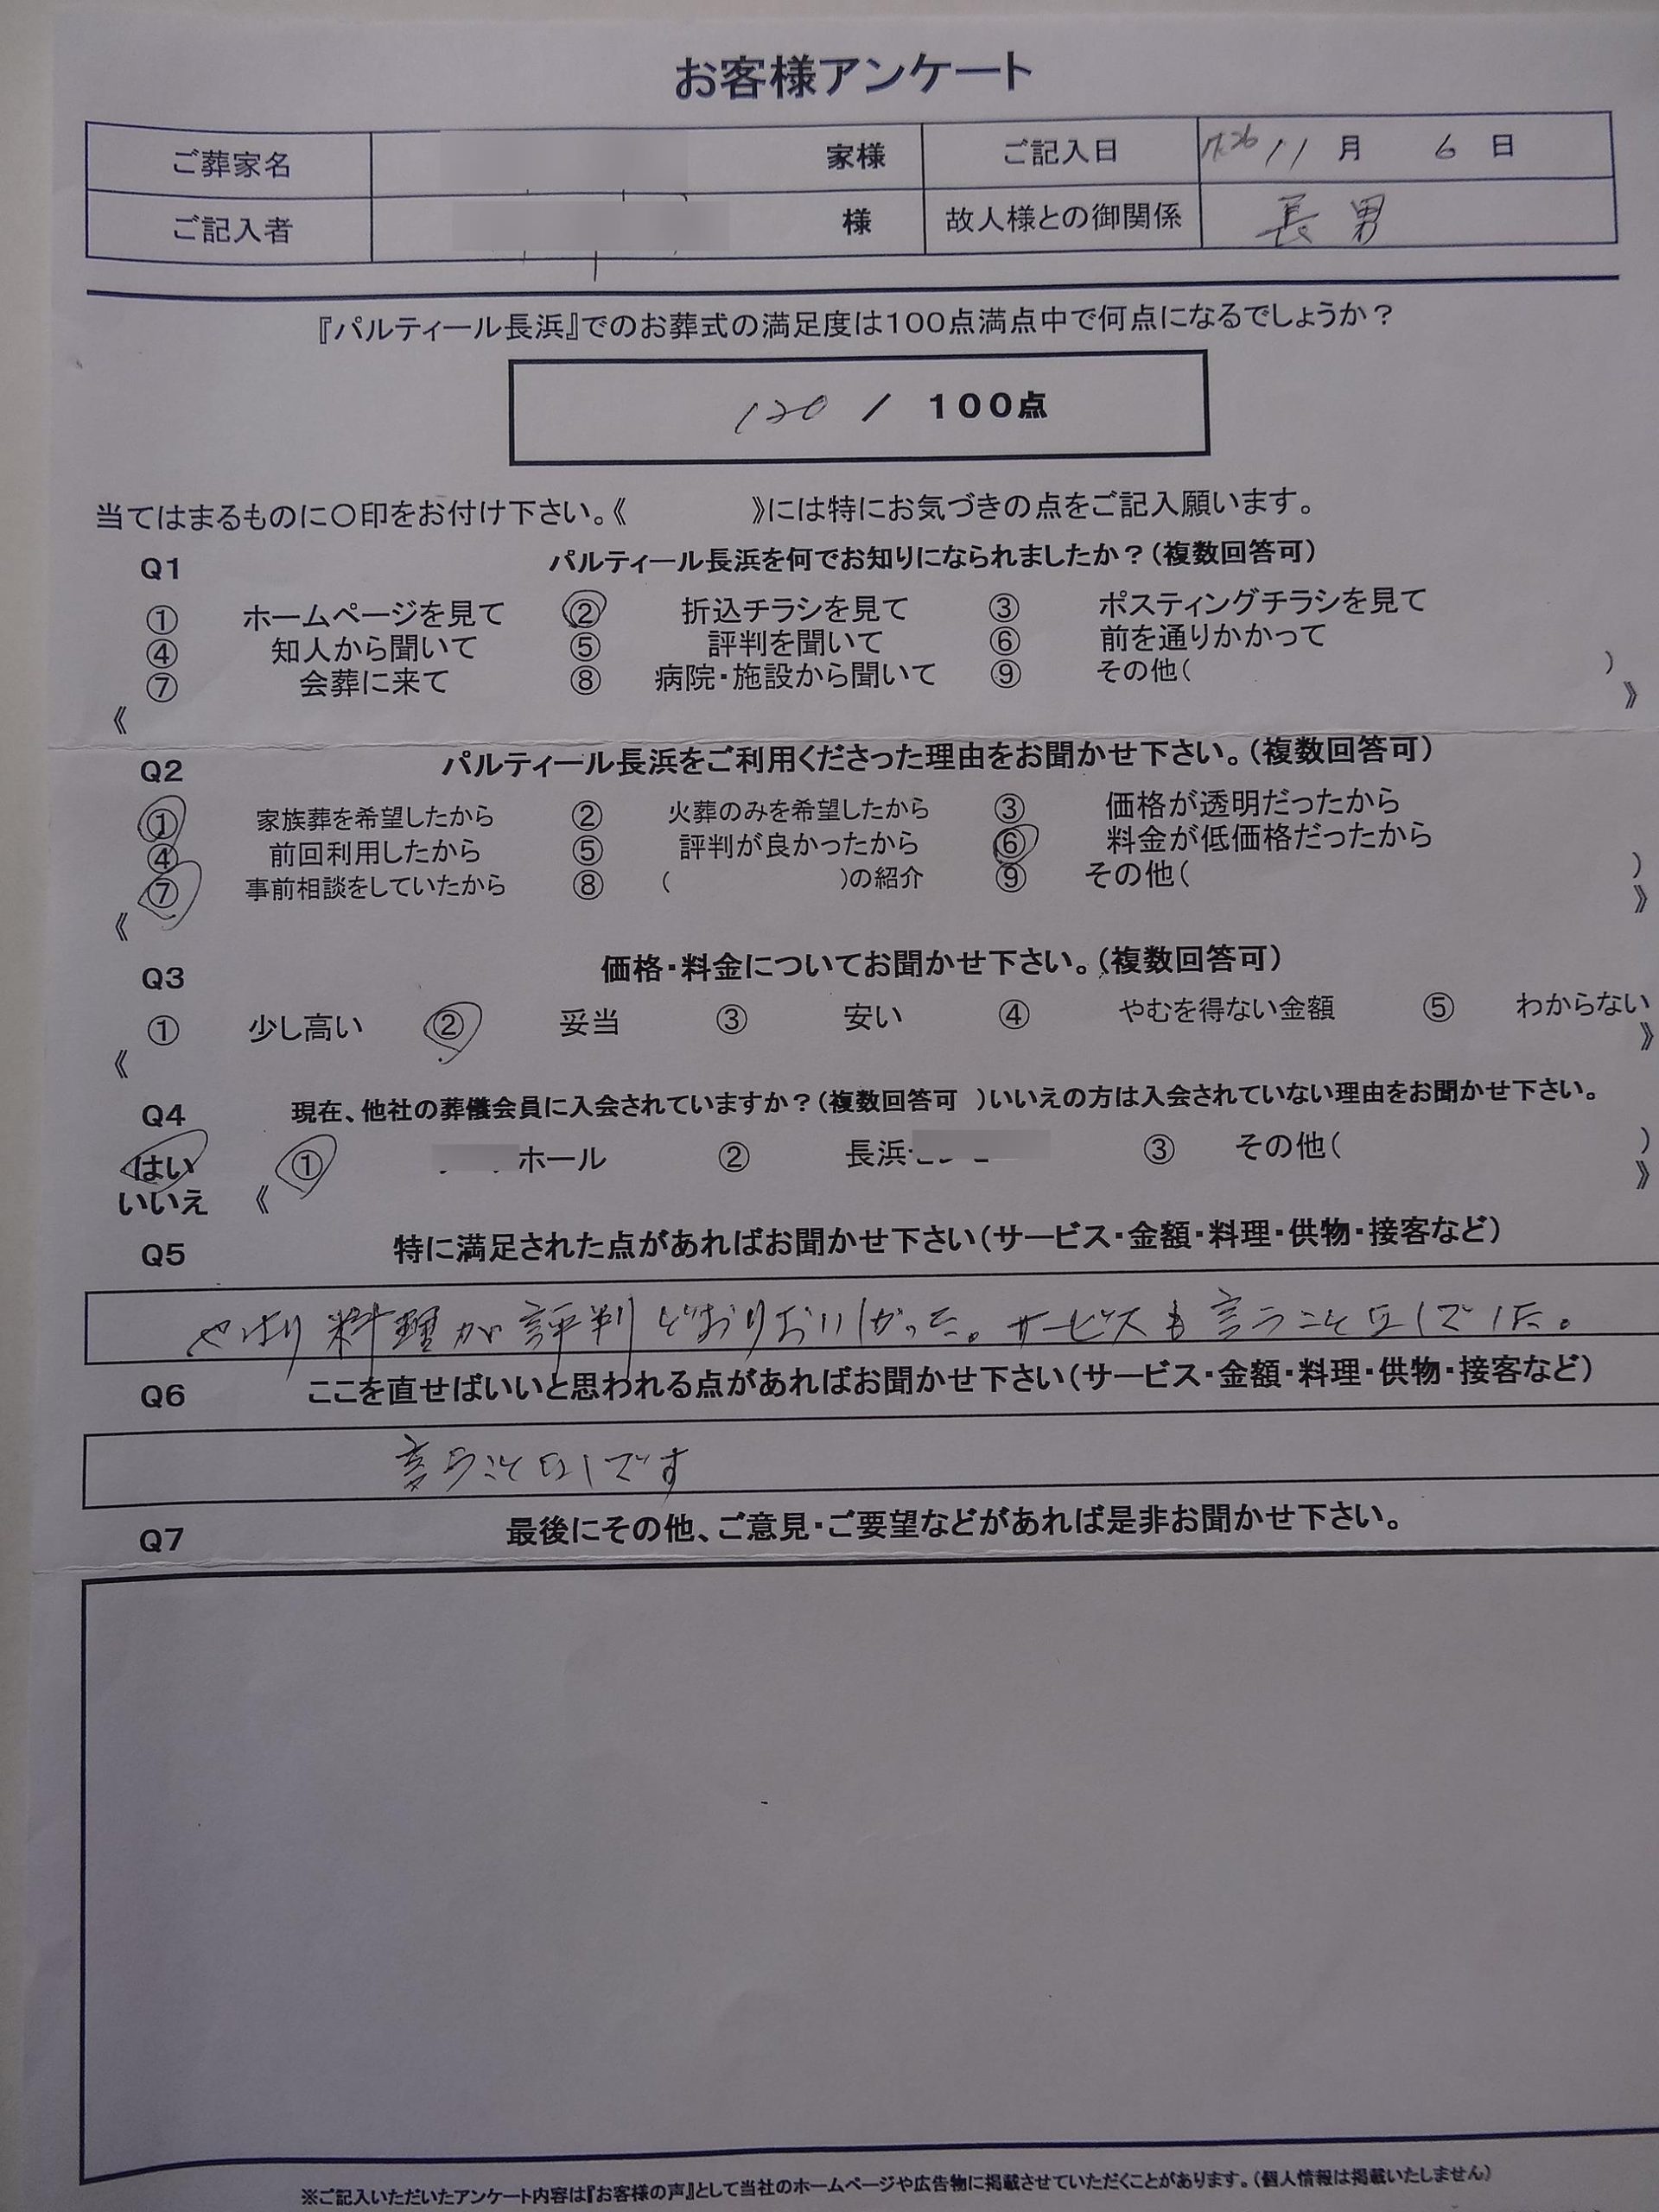 お客様アンケート
ご葬家名 家様 ご記入日 H26 11 月 6 日
ご記入者 様 故人様との御関係 長男
『パルティール長浜』でのお葬式の満足度は100点満点中で何点になるでしょうか？
120 / 100点
当てはまるものに〇印をお付け下さい。《 》には特にお気づきの点をご記入願います。
Q1 パルティール長浜を何でお知りになられましたか？（複数回答可）
① ホームページを見て ② 折込チラシを見て ③ ポスティングチラシを見て
④ 知人から聞いて ⑤ 評判を聞いて ⑥ 前を通りかかって
⑦ 会葬に来て ⑧ 病院・施設から聞いて ⑨ その他（ ）
《 》
Q2 パルティール長浜をご利用くださった理由をお聞かせ下さい。（複数回答可）
① 家族葬を希望したから ② 火葬のみを希望したから ③ 価格が透明だったから
④ 前回利用したから ⑤ 評判が良かったから ⑥ 料金が低価格だったから
⑦ 事前相談をしていたから ⑧ （ ）の紹介 ⑨ その他（ ）
《 》
Q3 価格・料金についてお聞かせ下さい。（複数回答可）
① 少し高い ② 妥当 ③ 安い ④ やむを得ない金額 ⑤ わからない
《 》
Q4 現在、他社の葬儀会員に入会されていますか？（複数回答可 ）いいえの方は入会されていない理由をお聞かせ下さい。
はい ① ホール ② 長浜 ③ その他（ ）
いいえ 《 》
Q5 特に満足された点があればお聞かせ下さい（サービス・金額・料理・供物・接客など）
やはり料理が評判どおりおいしかった。サービスも言うことなしでした。
Q6 ここを直せばいいと思われる点があればお聞かせ下さい（サービス・金額・料理・供物・接客など）
言うことなしです
Q7 最後にその他、ご意見・ご要望などがあれば是非お聞かせ下さい。
※ご記入いただいたアンケート内容は『お客様の声』として当社のホームページや広告物に掲載させていただくことがあります。（個人情報は掲載いたしません）